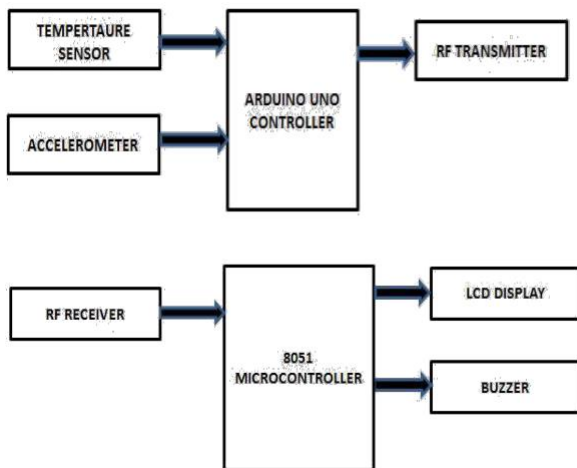 TEMPERTAURE
SENSOR
ARDUINO UNO
CONTROLLER
RF TRANSMITTER
ACCELEROMETER
RF RECEIVER
8051
MICROCONTROLLER
LCD DISPLAY
BUZZER